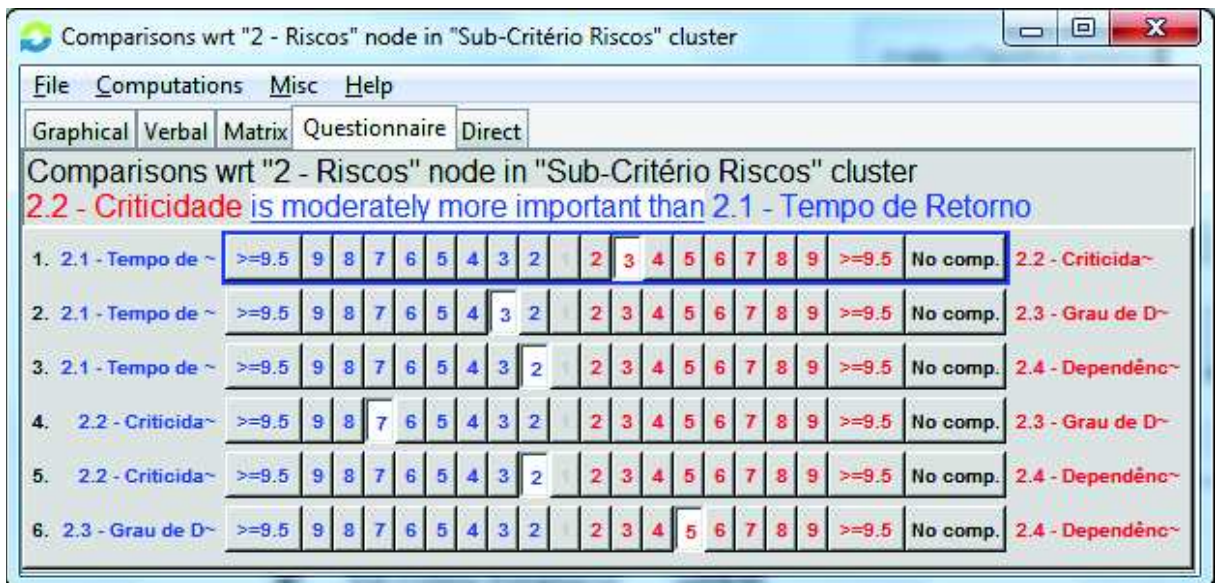 Comparisons wrt "2 - Riscos" node in "Sub-Critério Riscos" cluster
File Computations Misc Help
Graphical Verbal Matrix Questionnaire Direct
Comparisons wrt "2 - Riscos" node in "Sub-Critério Riscos" cluster
2.2 - Criticidade is moderately more important than 2.1 - Tempo de Retorno
1. 2.1 - Tempo de ~ >=9.5 9 8 7 6 5 4 3 2 1 2 3 4 5 6 7 8 9 >=9.5 No comp. 2.2 - Criticida~
2. 2.1 - Tempo de ~ >=9.5 9 8 7 6 5 4 3 2 1 2 3 4 5 6 7 8 9 >=9.5 No comp. 2.3 - Grau de D~
3. 2.1 - Tempo de ~ >=9.5 9 8 7 6 5 4 3 2 1 2 3 4 5 6 7 8 9 >=9.5 No comp. 2.4 - Dependênc~
4. 2.2 - Criticida~ >=9.5 9 8 7 6 5 4 3 2 1 2 3 4 5 6 7 8 9 >=9.5 No comp. 2.3 - Grau de D~
5. 2.2 - Criticida~ >=9.5 9 8 7 6 5 4 3 2 1 2 3 4 5 6 7 8 9 >=9.5 No comp. 2.4 - Dependênc~
6. 2.3 - Grau de D~ >=9.5 9 8 7 6 5 4 3 2 1 2 3 4 5 6 7 8 9 >=9.5 No comp. 2.4 - Dependênc~